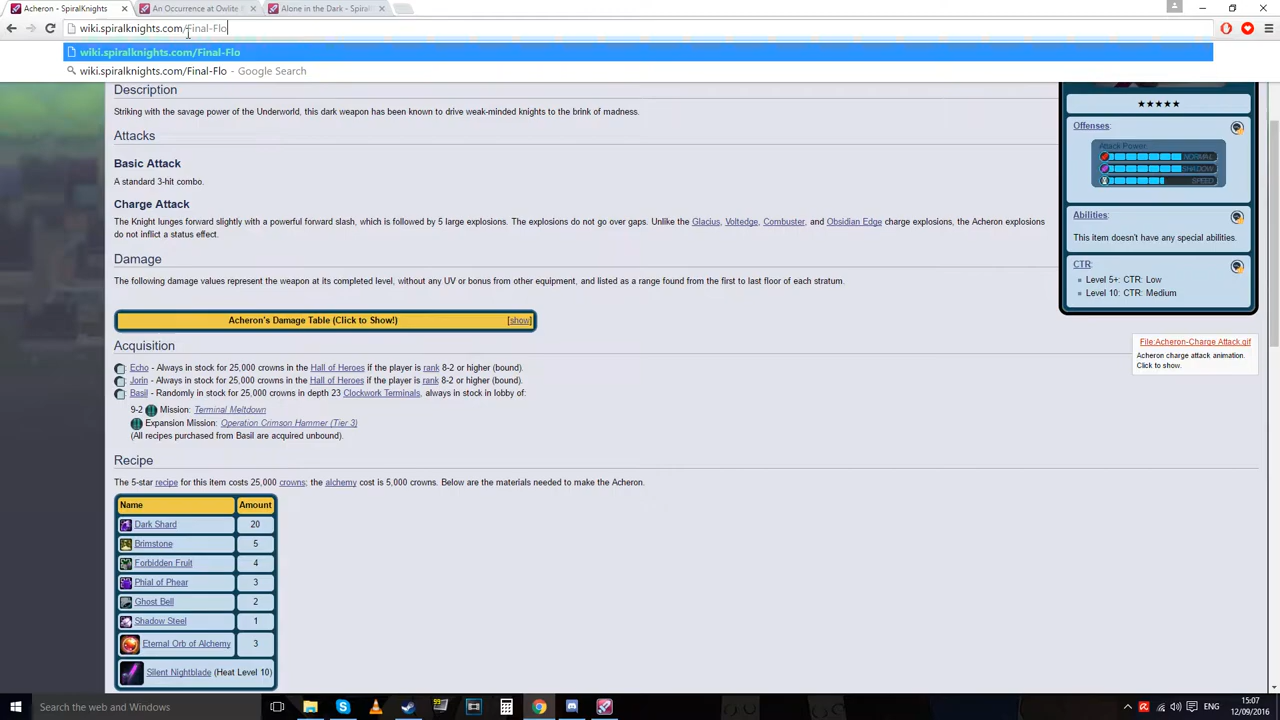 Acheron - SpiralKnights
An Occurrence at Owlite
Alone in the Dark - SpiralK
wiki.spiralknights.com/Final-Flo
wiki.spiralknights.com/Final-Flo
wiki.spiralknights.com/Final-Flo - Google Search
Description
Striking with the savage power of the Underworld, this dark weapon has been known to drive weak-minded knights to the brink of madness.
Attacks
Basic Attack
A standard 3-hit combo.
Charge Attack
The Knight lunges forward slightly with a powerful forward slash, which is followed by 5 large explosions. The explosions do not go over gaps. Unlike the Glacius, Voltedge, Combuster, and Obsidian Edge charge explosions, the Acheron explosions
do not inflict a status effect.
Damage
The following damage values represent the weapon at its completed level, without any UV or bonus from other equipment, and listed as a range found from the first to last floor of each stratum.
Acheron's Damage Table (Click to Show!) [show]
Acquisition
Echo - Always in stock for 25,000 crowns in the Hall of Heroes if the player is rank 8-2 or higher (bound).
Jorin - Always in stock for 25,000 crowns in the Hall of Heroes if the player is rank 8-2 or higher (bound).
Basil - Randomly in stock for 25,000 crowns in depth 23 Clockwork Terminals, always in stock in lobby of:
9-2 Mission: Terminal Meltdown
Expansion Mission: Operation Crimson Hammer (Tier 3)
(All recipes purchased from Basil are acquired unbound).
Recipe
The 5-star recipe for this item costs 25,000 crowns; the alchemy cost is 5,000 crowns. Below are the materials needed to make the Acheron.
Name Amount
Dark Shard 20
Brimstone 5
Forbidden Fruit 4
Phial of Phear 3
Ghost Bell 2
Shadow Steel 1
Eternal Orb of Alchemy 3
Silent Nightblade (Heat Level 10)
★★★★★
Offenses:
Attack Power
NORMAL
SHADOW
SPEED
Abilities:
This item doesn't have any special abilities.
CTR:
Level 5+: CTR: Low
Level 10: CTR: Medium
File:Acheron-Charge Attack.gif
Acheron charge attack animation.
Click to show.
Search the web and Windows
ENG
15:07
12/09/2016